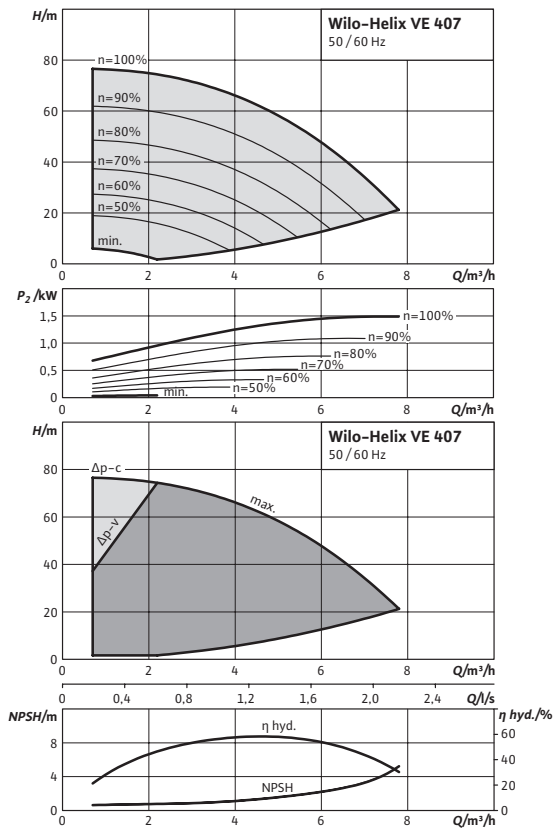 H/m
Wilo-Helix VE 407
50 / 60 Hz
n=100%
80
n=90%
60
n=80%
40
n=70%
n=60%
20
n=50%
min.
0
0 2 4 6 8 Q/m³/h
P₂ /kW
1,5
n=100%
1,0
n=90%
n=80%
0,5
n=70%
n=60%
n=50%
min.
0
0 2 4 6 8 Q/m³/h
H/m
Wilo-Helix VE 407
50 / 60 Hz
80
Δp-c
max.
60
Δp-v
40
20
0
0 2 4 6 8 Q/m³/h
0 0,4 0,8 1,2 1,6 2,0 2,4 Q/l/s
NPSH/m
η hyd./%
η hyd.
8
60
40
4
NPSH
20
0
0
0 2 4 6 8 Q/m³/h